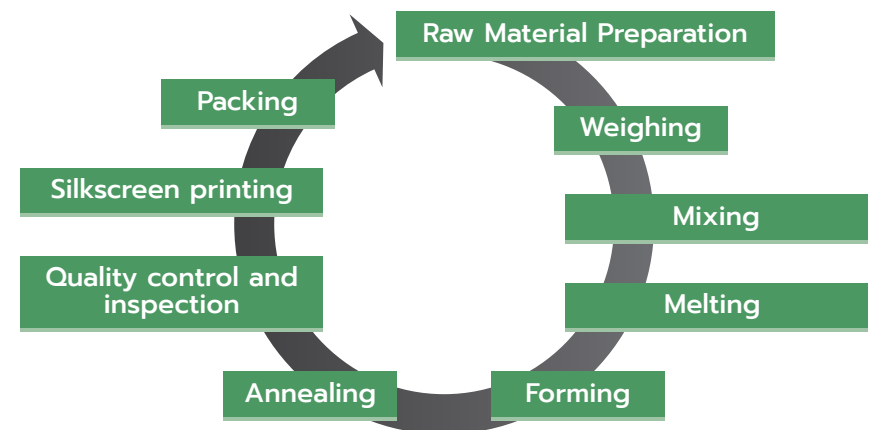 Raw Material Preparation
Weighing
Mixing
Melting
Forming
Annealing
Quality control and
inspection
Silkscreen printing
Packing